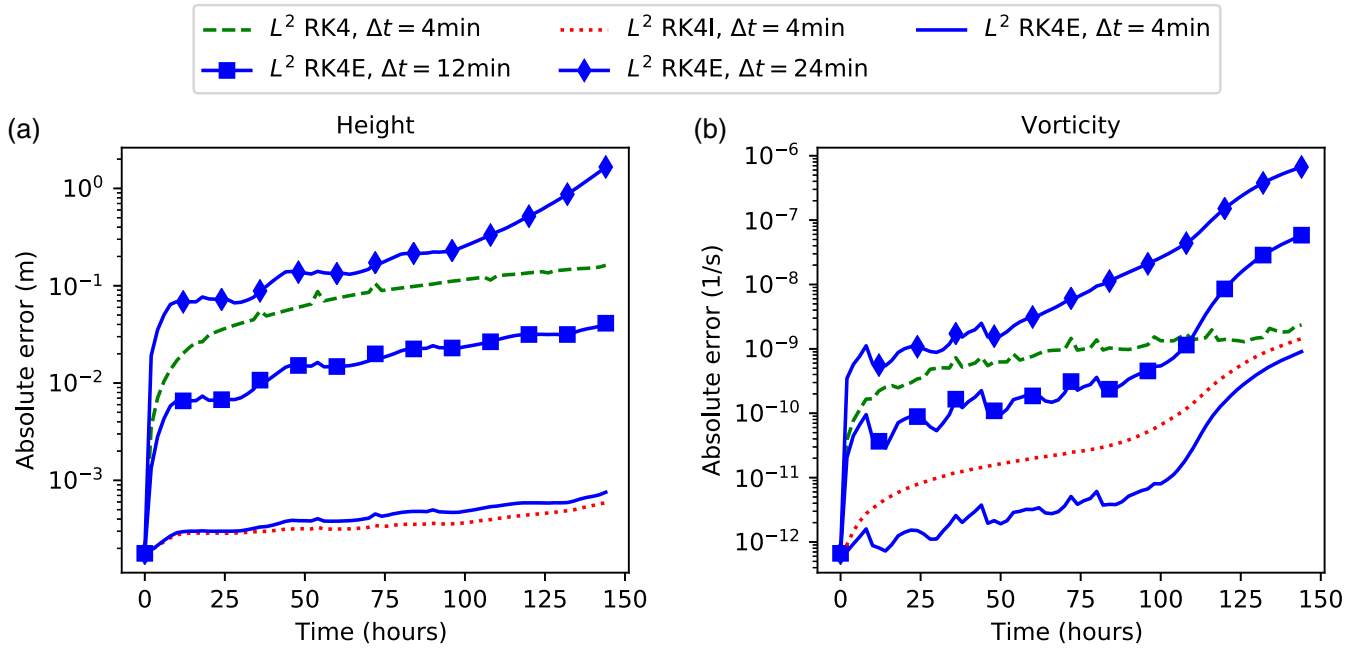 L² RK4, Δt = 4min L² RK4I, Δt = 4min L² RK4E, Δt = 4min
L² RK4E, Δt = 12min L² RK4E, Δt = 24min
(a)
Height
Absolute error (m)
10⁰
10⁻¹
10⁻²
10⁻³
0 25 50 75 100 125 150
Time (hours)
(b)
Vorticity
Absolute error (1/s)
10⁻⁶
10⁻⁷
10⁻⁸
10⁻⁹
10⁻¹⁰
10⁻¹¹
10⁻¹²
0 25 50 75 100 125 150
Time (hours)